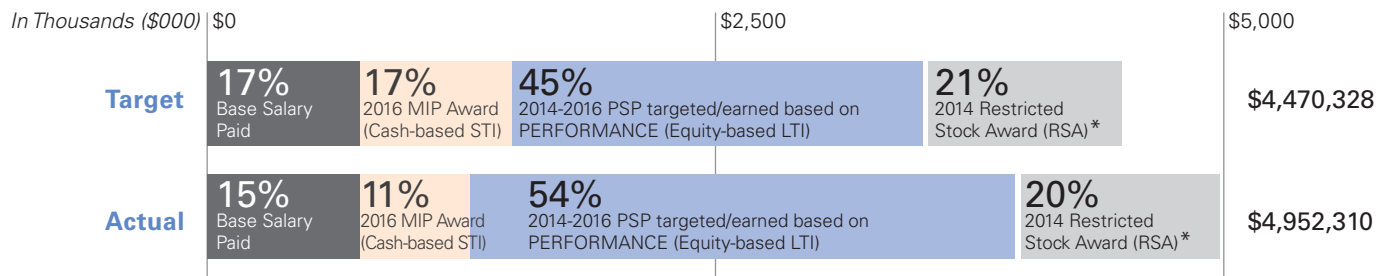 In Thousands ($000) $0 $2,500 $5,000
Target
17%
Base Salary
Paid
17%
2016 MIP Award
(Cash-based STI)
45%
2014-2016 PSP targeted/earned based on
PERFORMANCE (Equity-based LTI)
21%
2014 Restricted
Stock Award (RSA)*
$4,470,328
Actual
15%
Base Salary
Paid
11%
2016 MIP Award
(Cash-based STI)
54%
2014-2016 PSP targeted/earned based on
PERFORMANCE (Equity-based LTI)
20%
2014 Restricted
Stock Award (RSA)*
$4,952,310